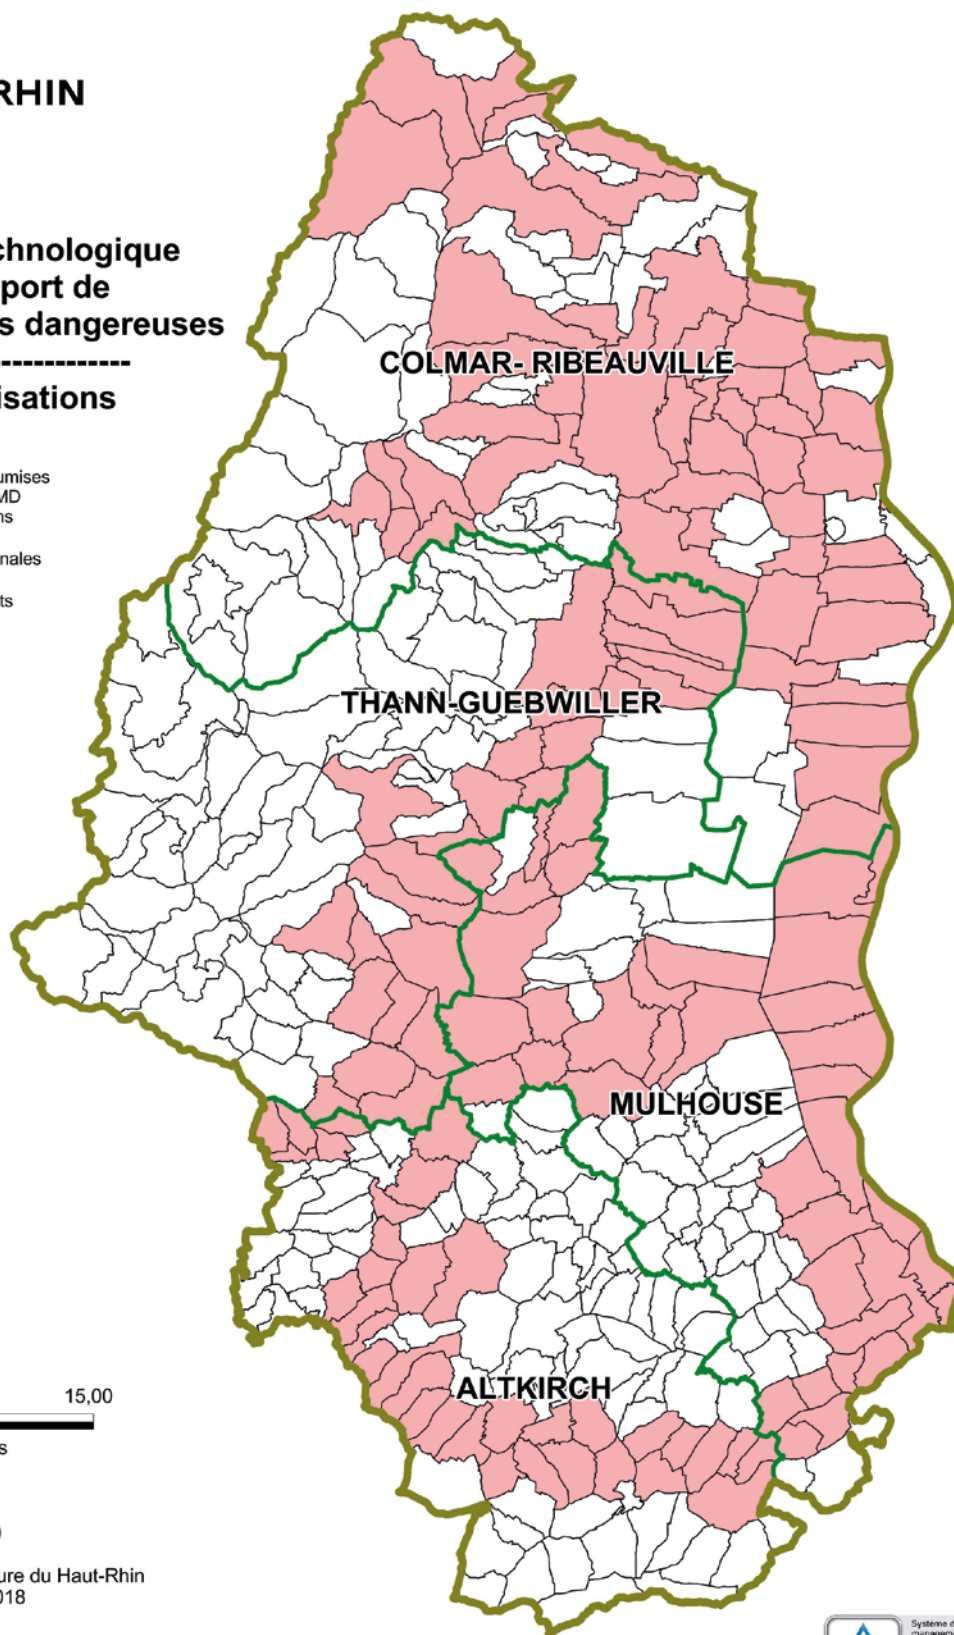 RHIN
chnologique
port de
s dangereuses
-------------
isations
umises
MD
ns
nales
ts
COLMAR- RIBEAUVILLE
THANN-GUEBWILLER
MULHOUSE
ALTKIRCH
15,00
s
)
ure du Haut-Rhin
018
Système d